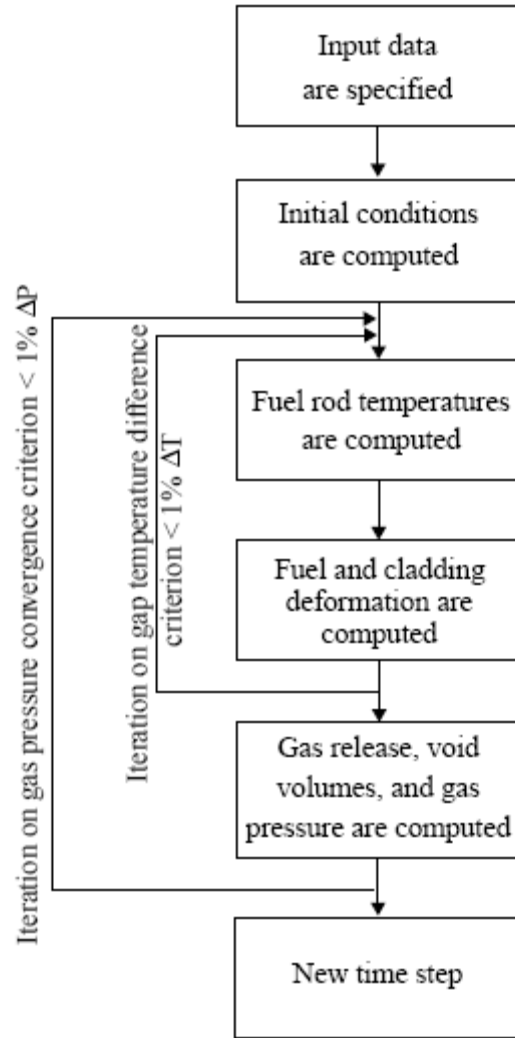 Input data
are specified
Initial conditions
are computed
Iteration on gas pressure convergence criterion < 1% ΔP
Iteration on gap temperature difference
criterion < 1% ΔT
Fuel rod temperatures
are computed
Fuel and cladding
deformation are
computed
Gas release, void
volumes, and gas
pressure are computed
New time step